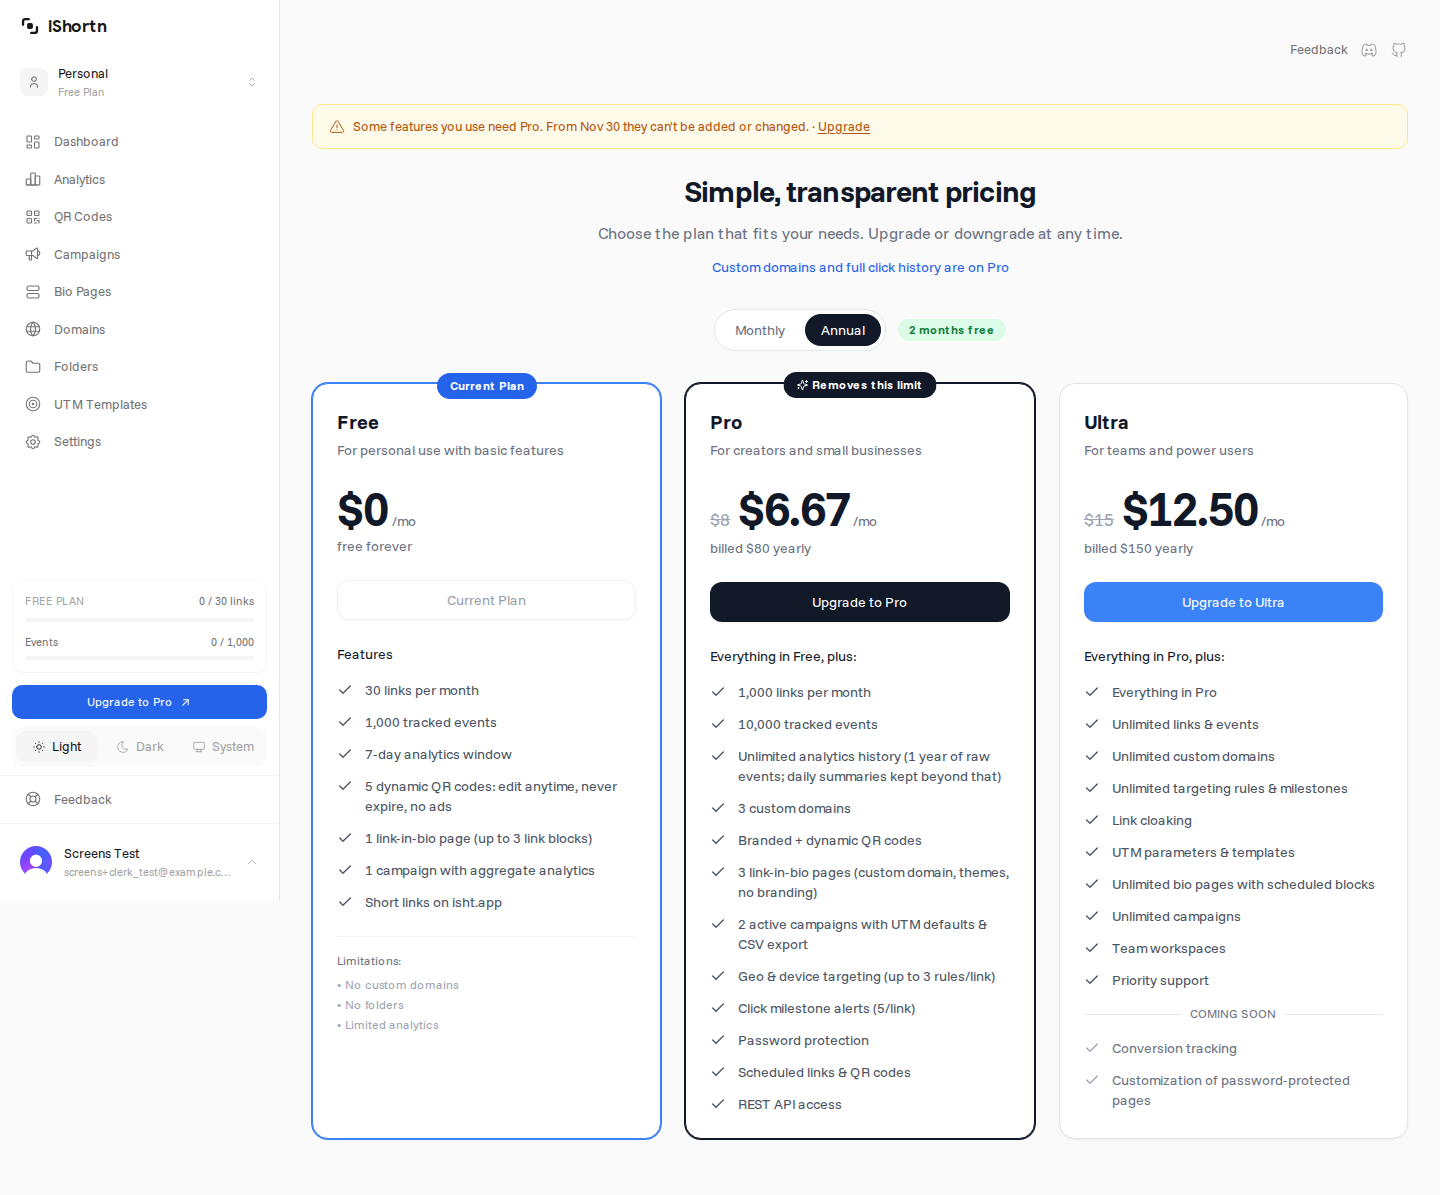 iShortn
Personal
Free Plan
Dashboard
Analytics
QR Codes
Campaigns
Bio Pages
Domains
Folders
UTM Templates
Settings
FREE PLAN 0 / 30 links
Events 0 / 1,000
Upgrade to Pro
Light Dark System
Feedback
Screens Test
screens+clerk_test@example.c...
Feedback
Some features you use need Pro. From Nov 30 they can't be added or changed. · Upgrade
Simple, transparent pricing
Choose the plan that fits your needs. Upgrade or downgrade at any time.
Custom domains and full click history are on Pro
Monthly Annual 2 months free
Current Plan
Free
For personal use with basic features
$0 /mo
free forever
Current Plan
Features
30 links per month
1,000 tracked events
7-day analytics window
5 dynamic QR codes: edit anytime, never
expire, no ads
1 link-in-bio page (up to 3 link blocks)
1 campaign with aggregate analytics
Short links on isht.app
Limitations:
• No custom domains
• No folders
• Limited analytics
Removes this limit
Pro
For creators and small businesses
$8 $6.67 /mo
billed $80 yearly
Upgrade to Pro
Everything in Free, plus:
1,000 links per month
10,000 tracked events
Unlimited analytics history (1 year of raw
events; daily summaries kept beyond that)
3 custom domains
Branded + dynamic QR codes
3 link-in-bio pages (custom domain, themes,
no branding)
2 active campaigns with UTM defaults &
CSV export
Geo & device targeting (up to 3 rules/link)
Click milestone alerts (5/link)
Password protection
Scheduled links & QR codes
REST API access
Ultra
For teams and power users
$15 $12.50 /mo
billed $150 yearly
Upgrade to Ultra
Everything in Pro, plus:
Everything in Pro
Unlimited links & events
Unlimited custom domains
Unlimited targeting rules & milestones
Link cloaking
UTM parameters & templates
Unlimited bio pages with scheduled blocks
Unlimited campaigns
Team workspaces
Priority support
COMING SOON
Conversion tracking
Customization of password-protected
pages